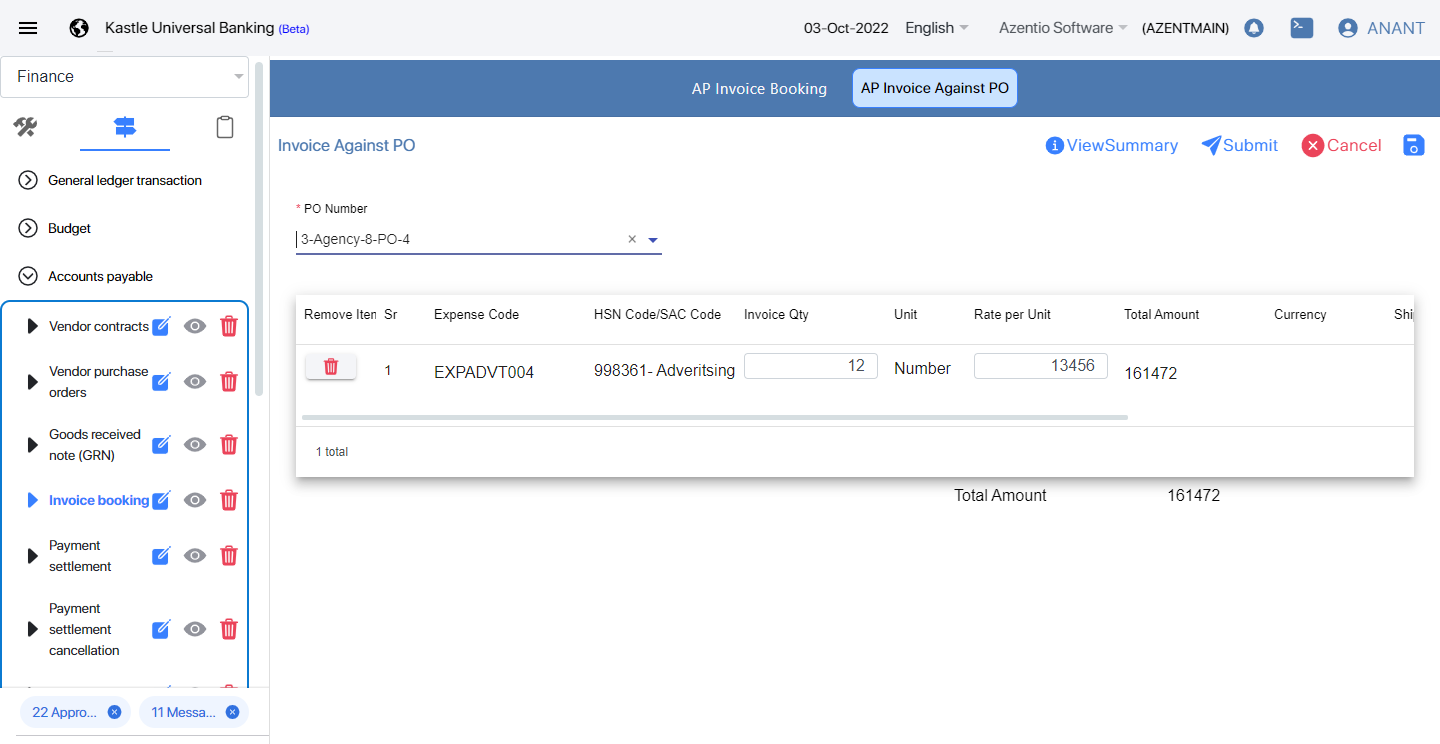 Kastle Universal Banking (Beta)
03-Oct-2022
English
Azentio Software
(AZENTMAIN)
ANANT
Finance
General ledger transaction
Budget
Accounts payable
Vendor contracts
Vendor purchase
orders
Goods received
note (GRN)
Invoice booking
Payment
settlement
Payment
settlement
cancellation
22 Appro...
11 Messa...
AP Invoice Booking
AP Invoice Against PO
Invoice Against PO
ViewSummary
Submit
Cancel
* PO Number
3-Agency-8-PO-4
Remove Iten Sr Expense Code HSN Code/SAC Code Invoice Qty Unit Rate per Unit Total Amount Currency Ship
1 EXPADVT004 998361- Adveritsing 12 Number 13456 161472
1 total
Total Amount 161472